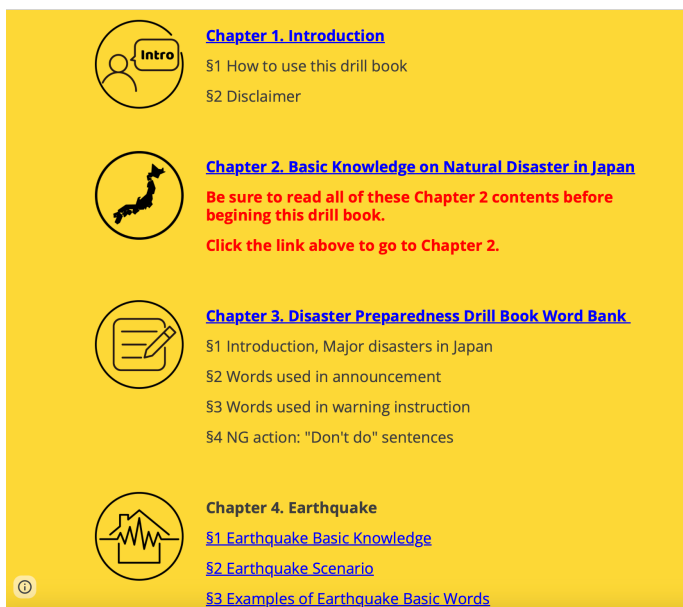 Intro
Chapter 1. Introduction
§1 How to use this drill book
§2 Disclaimer
Chapter 2. Basic Knowledge on Natural Disaster in Japan
Be sure to read all of these Chapter 2 contents before
begining this drill book.
Click the link above to go to Chapter 2.
Chapter 3. Disaster Preparedness Drill Book Word Bank
§1 Introduction, Major disasters in Japan
§2 Words used in announcement
§3 Words used in warning instruction
§4 NG action: "Don't do" sentences
Chapter 4. Earthquake
§1 Earthquake Basic Knowledge
§2 Earthquake Scenario
§3 Examples of Earthquake Basic Words